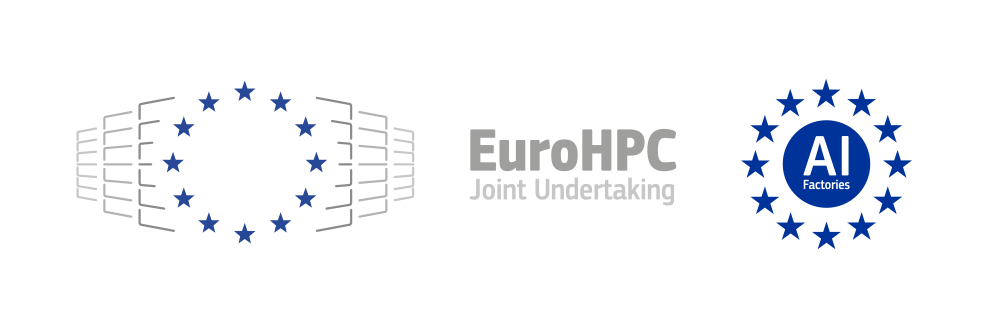 EuroHPC
Joint Undertaking
AI
Factories